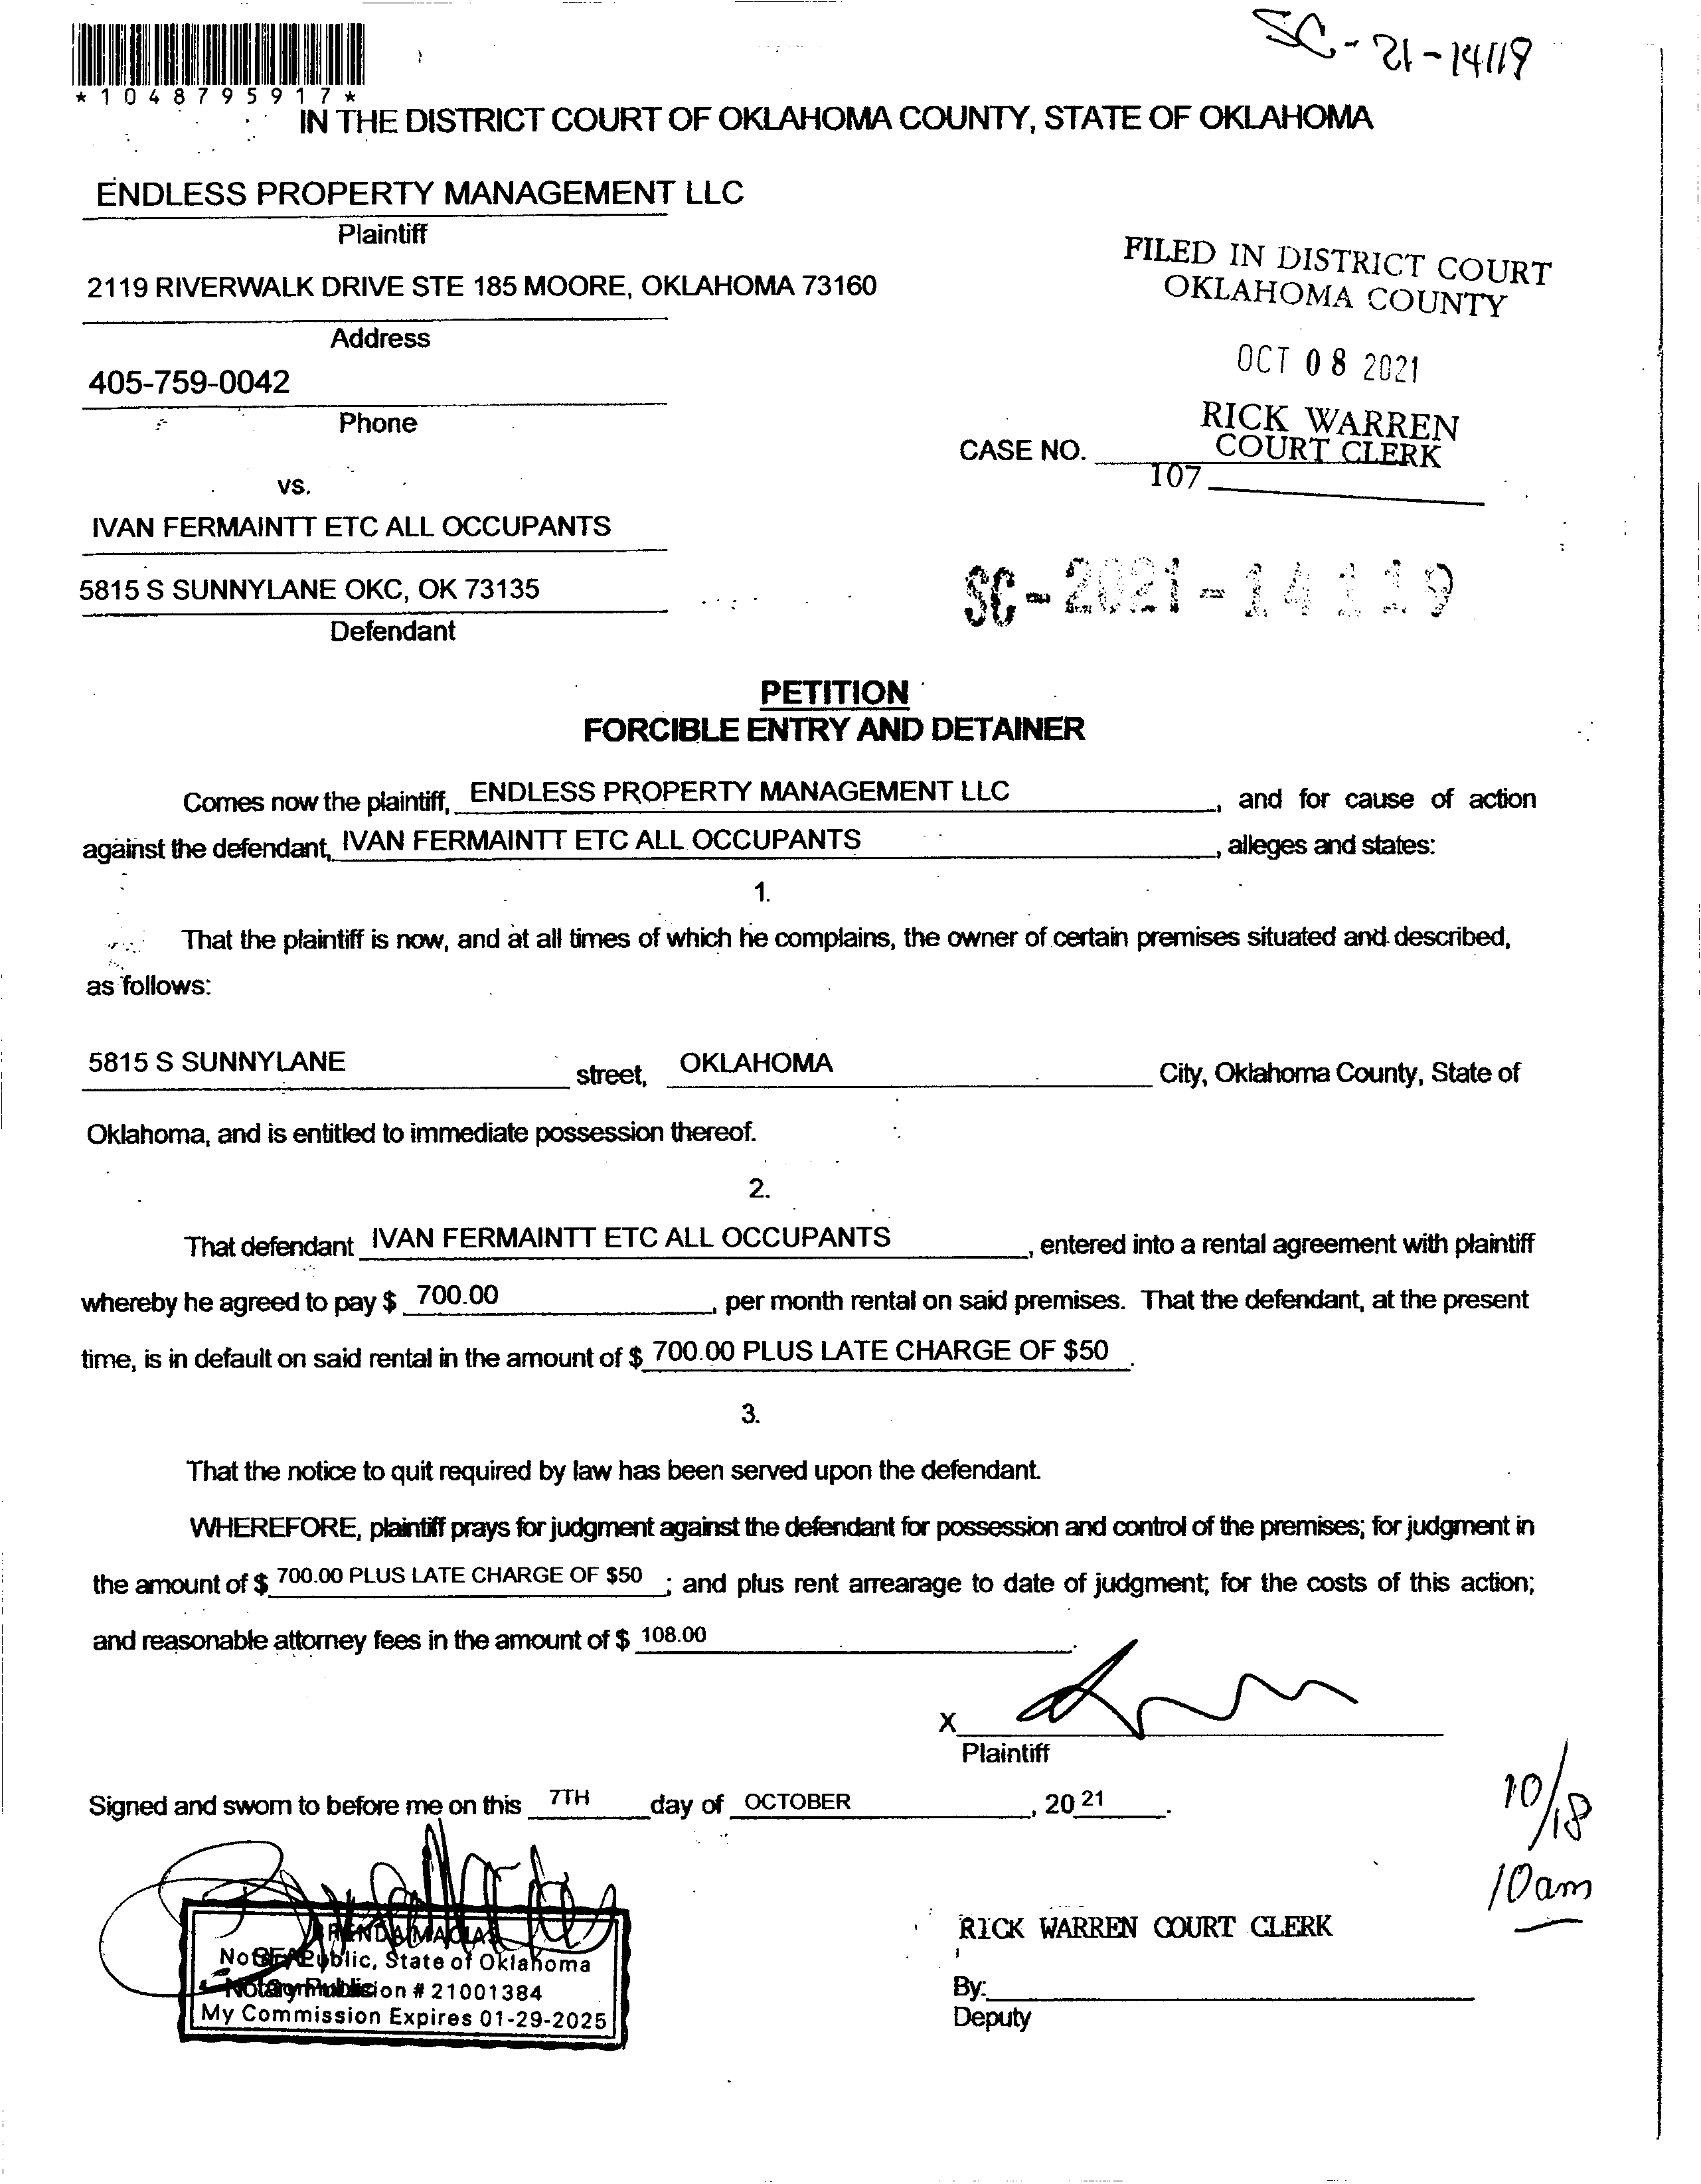 SC-21-14119
*1048795917*
IN THE DISTRICT COURT OF OKLAHOMA COUNTY, STATE OF OKLAHOMA
ENDLESS PROPERTY MANAGEMENT LLC
Plaintiff
2119 RIVERWALK DRIVE STE 185 MOORE, OKLAHOMA 73160
Address
405-759-0042
Phone
FILED IN DISTRICT COURT
OKLAHOMA COUNTY
OCT 08 2021
RICK WARREN
COURT CLERK
CASE NO.
107
vs.
IVAN FERMAINTT ETC ALL OCCUPANTS
5815 S SUNNYLANE OKC, OK 73135
Defendant
SC-2021-14119
PETITION
FORCIBLE ENTRY AND DETAINER
Comes now the plaintiff, ENDLESS PROPERTY MANAGEMENT LLC, and for cause of action
against the defendant, IVAN FERMAINTT ETC ALL OCCUPANTS, alleges and states:
1.
That the plaintiff is now, and at all times of which he complains, the owner of certain premises situated and described,
as follows:
5815 S SUNNYLANE street, OKLAHOMA City, Oklahoma County, State of
Oklahoma, and is entitled to immediate possession thereof.
2.
That defendant IVAN FERMAINTT ETC ALL OCCUPANTS, entered into a rental agreement with plaintiff
whereby he agreed to pay $ 700.00, per month rental on said premises. That the defendant, at the present
time, is in default on said rental in the amount of $ 700.00 PLUS LATE CHARGE OF $50.
3.
That the notice to quit required by law has been served upon the defendant.
WHEREFORE, plaintiff prays for judgment against the defendant for possession and control of the premises; for judgment in
the amount of $ 700.00 PLUS LATE CHARGE OF $50; and plus rent arrearage to date of judgment; for the costs of this action;
and reasonable attorney fees in the amount of $ 108.00.
X
Plaintiff
Signed and sworn to before me on this 7TH day of OCTOBER, 20 21.
10/18
10am
BRENDA MACIAS
SEAL
Notary Public, State of Oklahoma
Notary Public
Commission # 21001384
My Commission Expires 01-29-2025
RICK WARREN COURT CLERK
By:
Deputy